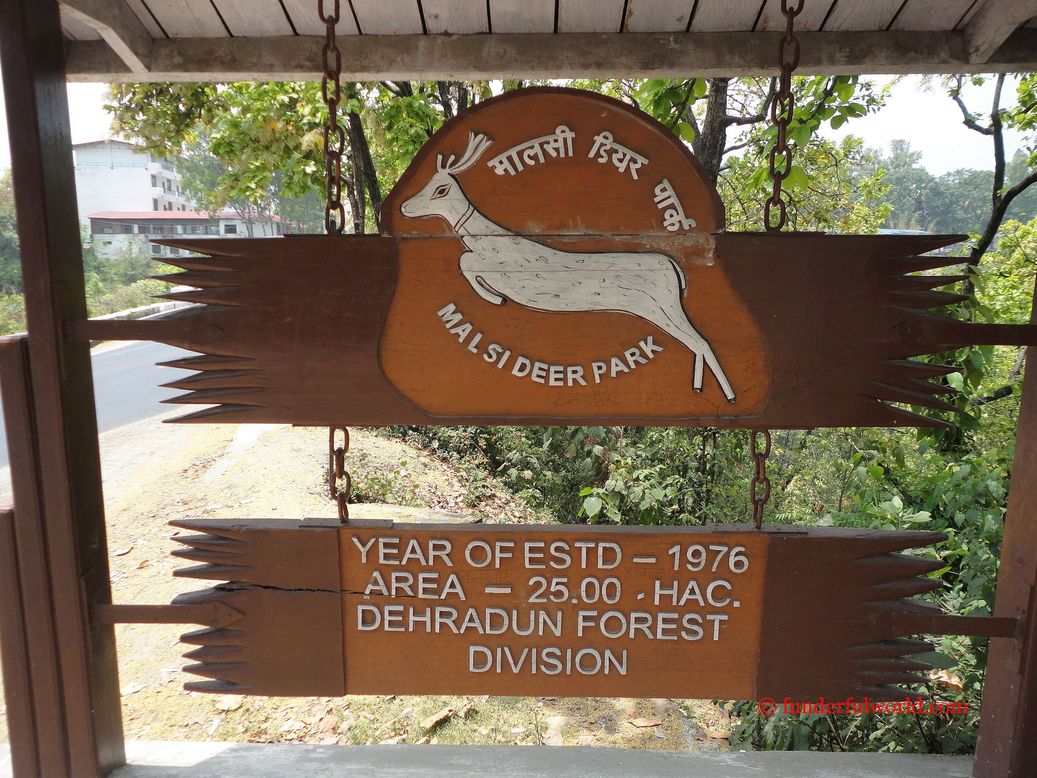 मालसी डियर पार्क
MALSI DEER PARK
YEAR OF ESTD – 1976
AREA – 25.00 - HAC.
DEHRADUN FOREST
DIVISION
© funderfulworld.com